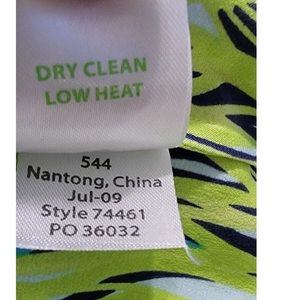 DRY CLEAN
LOW HEAT
544
Nantong, China
Jul-09
Style 74461
PO 36032